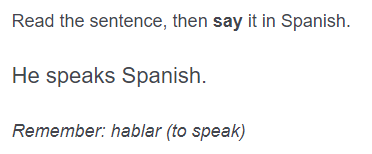 Read the sentence, then say it in Spanish.
He speaks Spanish.
Remember: hablar (to speak)